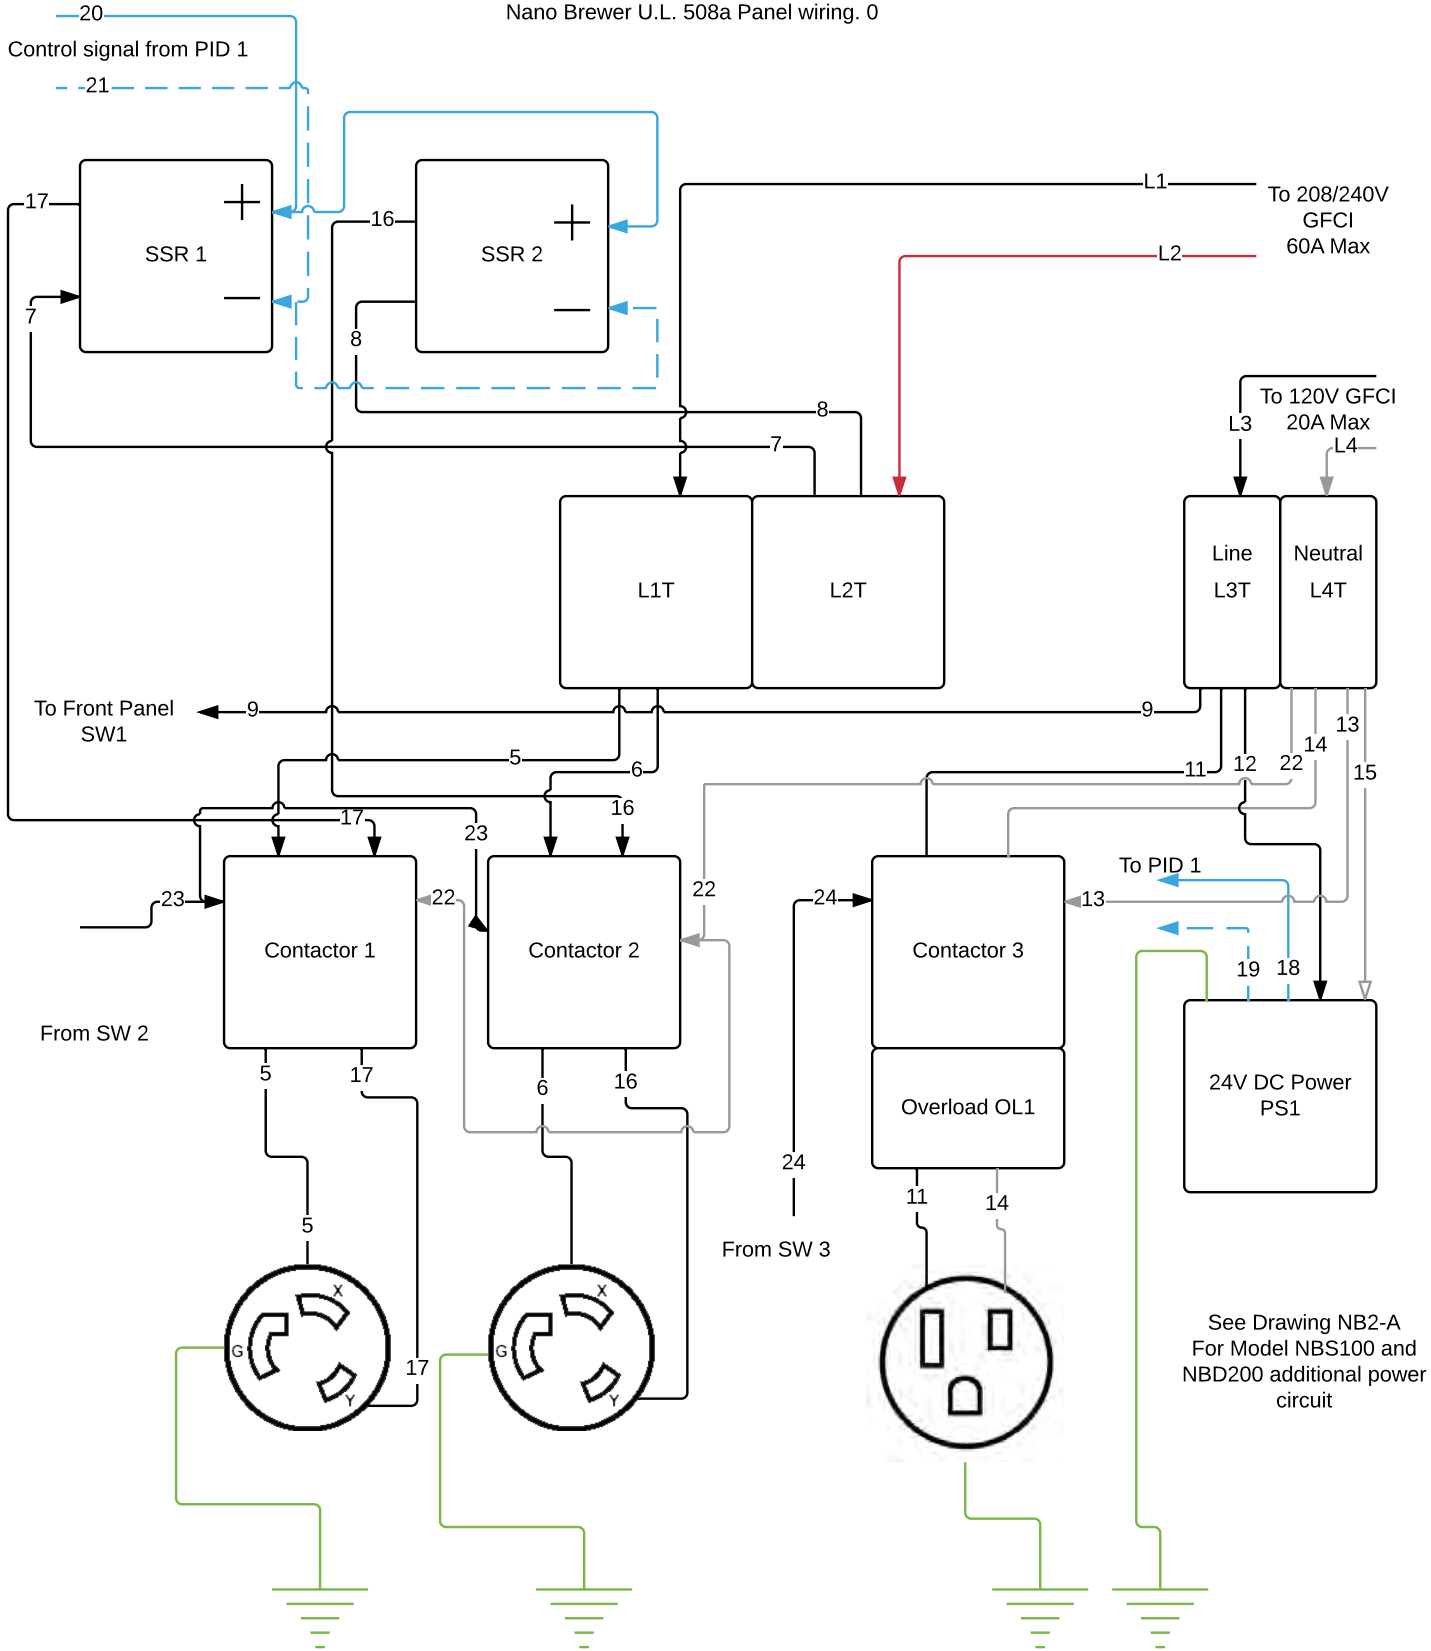 Nano Brewer U.L. 508a Panel wiring. 0
20
Control signal from PID 1
21
L1
To 208/240V
GFCI
60A Max
17
16
SSR 1
SSR 2
L2
7
8
To 120V GFCI
20A Max
L3
L4
8
7
Line
L3T
Neutral
L4T
L1T
L2T
To Front Panel
SW1
9
9
13
14
5
6
11
12
22
15
16
17
23
To PID 1
22
23
22
24
13
Contactor 1
Contactor 2
Contactor 3
19
18
From SW 2
5
17
6
16
24V DC Power
PS1
Overload OL1
24
11
14
5
From SW 3
X
X
G
G
Y
Y
17
See Drawing NB2-A
For Model NBS100 and
NBD200 additional power
circuit